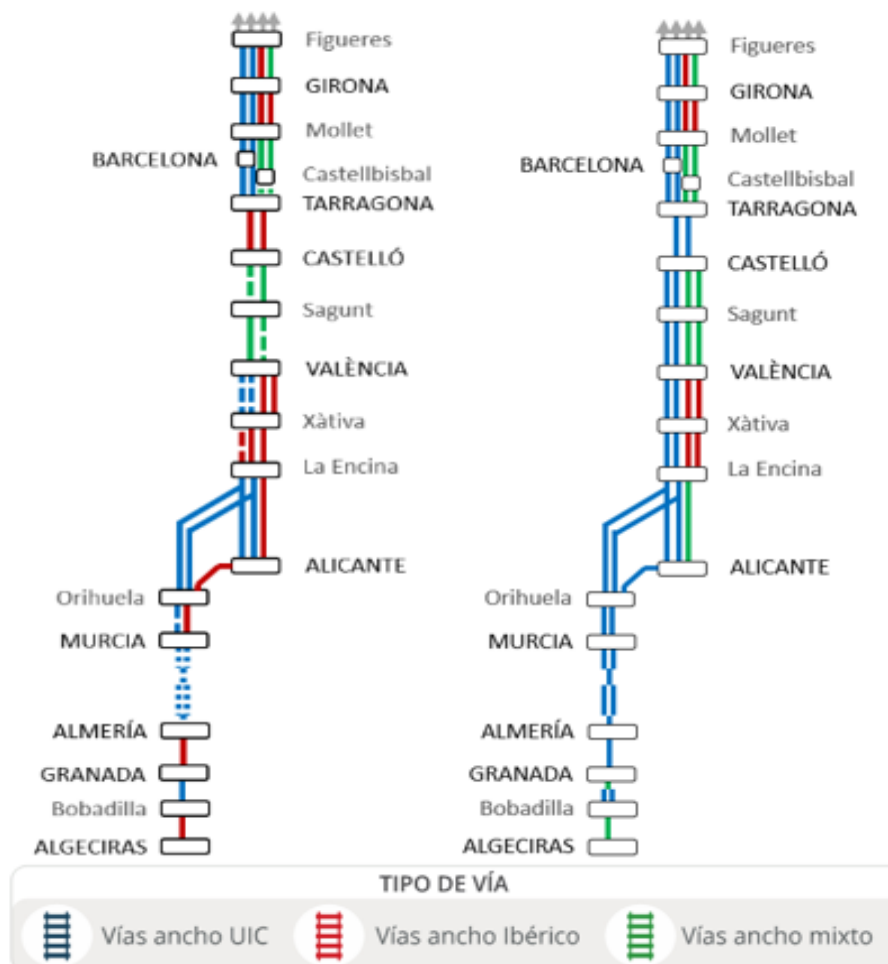 Figueres
GIRONA
Mollet
BARCELONA
Castellbisbal
TARRAGONA
CASTELLÓ
Sagunt
VALÈNCIA
Xàtiva
La Encina
ALICANTE
Orihuela
MURCIA
ALMERÍA
GRANADA
Bobadilla
ALGECIRAS
Figueres
GIRONA
Mollet
BARCELONA
Castellbisbal
TARRAGONA
CASTELLÓ
Sagunt
VALÈNCIA
Xàtiva
La Encina
ALICANTE
Orihuela
MURCIA
ALMERÍA
GRANADA
Bobadilla
ALGECIRAS
TIPO DE VÍA
Vías ancho UIC
Vías ancho Ibérico
Vías ancho mixto